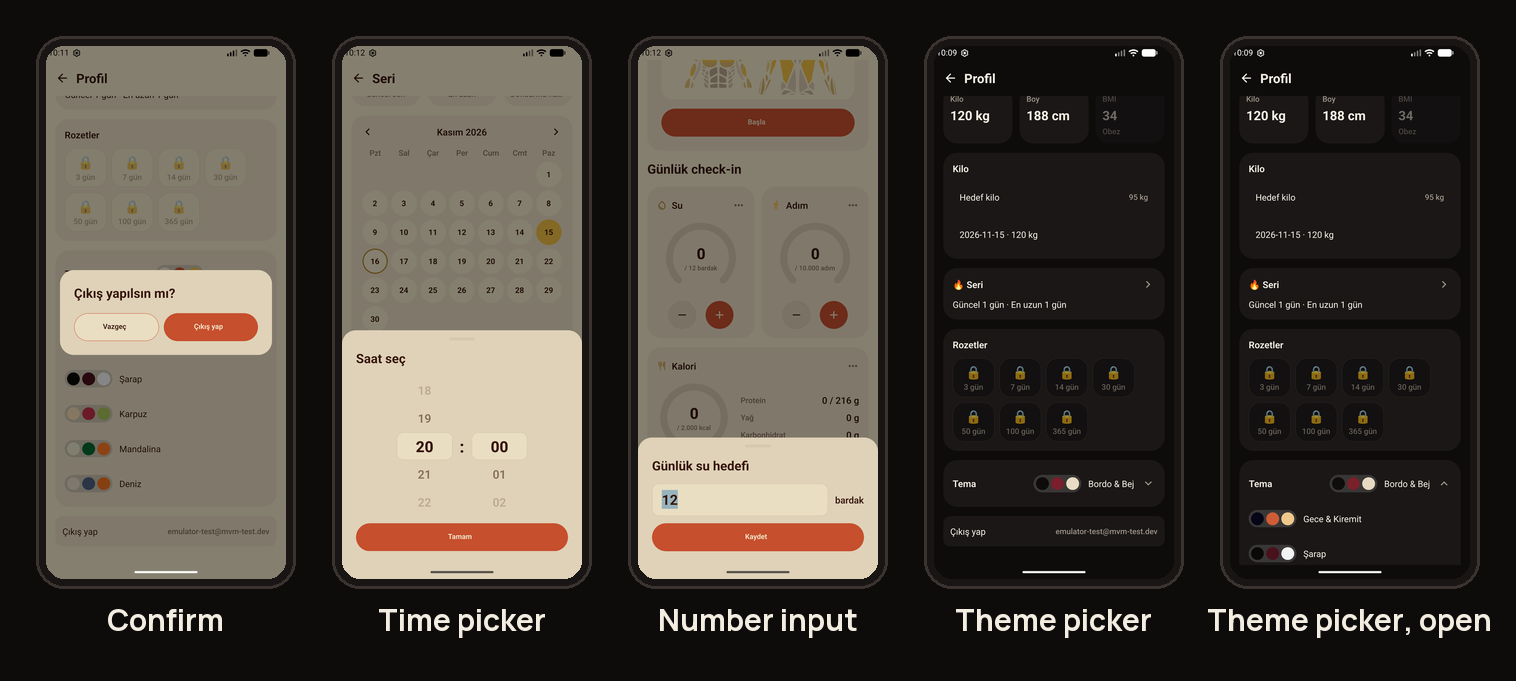 0:11
Profil
Güncel 1 gün · En uzun 1 gün
Rozetler
3 gün
7 gün
14 gün
30 gün
50 gün
100 gün
365 gün
Çıkış yapılsın mı?
Vazgeç
Çıkış yap
Şarap
Karpuz
Mandalina
Deniz
Çıkış yap
emulator-test@mvm-test.dev
Confirm
0:12
Seri
Kasım 2026
Pzt Sal Çar Per Cum Cmt Paz
1
2 3 4 5 6 7 8
9 10 11 12 13 14 15
16 17 18 19 20 21 22
23 24 25 26 27 28 29
30
Saat seç
18
19
20 : 00
21 01
22 02
Tamam
Time picker
0:12
Başla
Günlük check-in
Su
0
/ 12 bardak
Adım
0
/ 10.000 adım
Kalori
0
/ 2.000 kcal
Protein 0 / 216 g
Yağ 0 g
Karbonhidrat 0 g
Günlük su hedefi
12 bardak
Kaydet
Number input
0:09
Profil
Kilo
120 kg
Boy
188 cm
BMI
34
Obez
Kilo
Hedef kilo 95 kg
2026-11-15 · 120 kg
Seri
Güncel 1 gün · En uzun 1 gün
Rozetler
3 gün
7 gün
14 gün
30 gün
50 gün
100 gün
365 gün
Tema Bordo & Bej
Çıkış yap emulator-test@mvm-test.dev
Theme picker
0:09
Profil
Kilo
120 kg
Boy
188 cm
BMI
34
Obez
Kilo
Hedef kilo 95 kg
2026-11-15 · 120 kg
Seri
Güncel 1 gün · En uzun 1 gün
Rozetler
3 gün
7 gün
14 gün
30 gün
50 gün
100 gün
365 gün
Tema Bordo & Bej
Gece & Kiremit
Şarap
Theme picker, open